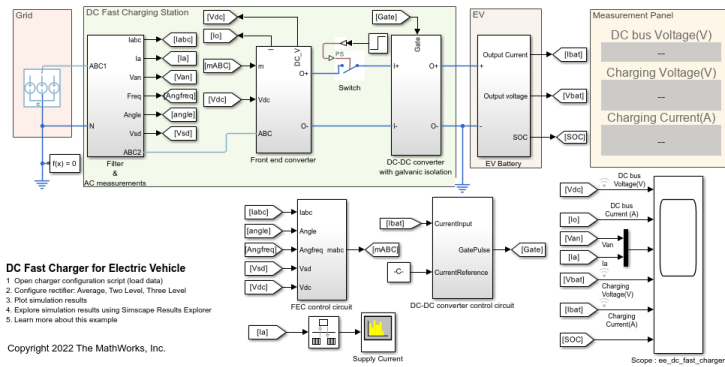 Grid
DC Fast Charging Station
EV
Measurement Panel
[Vdc]
[Io]
[mABC]
[Vdc]
[Gate]
Iabc
Ia
Van
Freq
Angle
Vsd
ABC1
N
ABC2
[Iabc]
[Ia]
[Van]
[Angfreq]
[angle]
[Vsd]
Filter
&
AC measurements
f(x) = 0
m
Vdc
ABC
I
DC_V
O+
O-
Front end converter
PS
Switch
Gate
I+
I-
O+
O-
DC-DC converter
with galvanic isolation
+
-
Output Current
Output voltage
SOC
EV Battery
[Ibat]
[Vbat]
[SOC]
DC bus Voltage(V)
---
Charging Voltage(V)
---
Charging Current(A)
---
[Iabc]
[angle]
[Angfreq]
[Vsd]
[Vdc]
Iabc
Angle
Angfreq
mabc
Vsd
Vdc
[mABC]
FEC control circuit
[Ibat]
-C-
CurrentInput
GatePulse
CurrentReference
[Gate]
DC-DC converter control circuit
[Ia]
Supply Current
[Vdc]
DC bus
Voltage(V)
[Io]
DC bus
Current (A)
[Van]
Van
[Ia]
Ia
[Vbat]
Charging
Voltage(V)
[Ibat]
Charging
Current(A)
[SOC]
Scope : ee_dc_fast_charger
DC Fast Charger for Electric Vehicle
1 Open charger configuration script (load data)
2. Configure rectifier: Average, Two Level, Three Level
3. Plot simulation results
4. Explore simulation results using Simscape Results Explorer
5. Learn more about this example
Copyright 2022 The MathWorks, Inc.